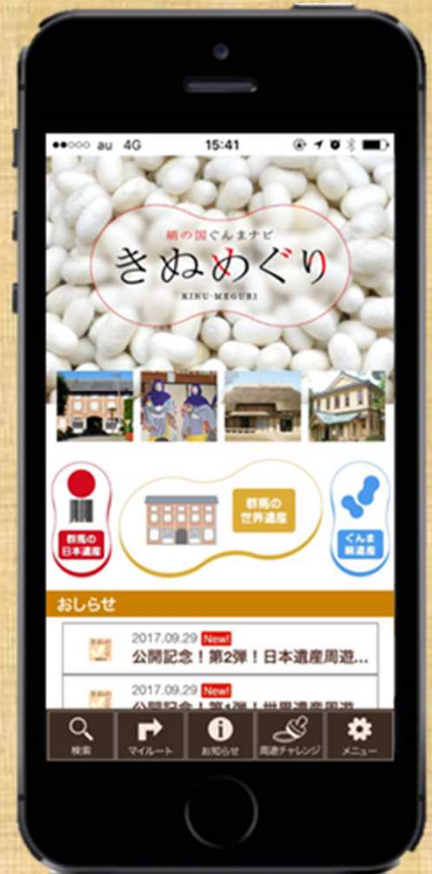 au 4G 15:41
絹の国ぐんまナビ
きぬめぐり
KINU-MEGURI
群馬の
日本遺産
群馬の
世界遺産
ぐんま
絹遺産
おしらせ
2017.09.29 New!
公開記念!第2弾!日本遺産周遊...
2017.09.29 New!
公開記念!第1弾!世界遺産周遊
検索
マイルート
お知らせ
周遊チャレンジ
メニュー